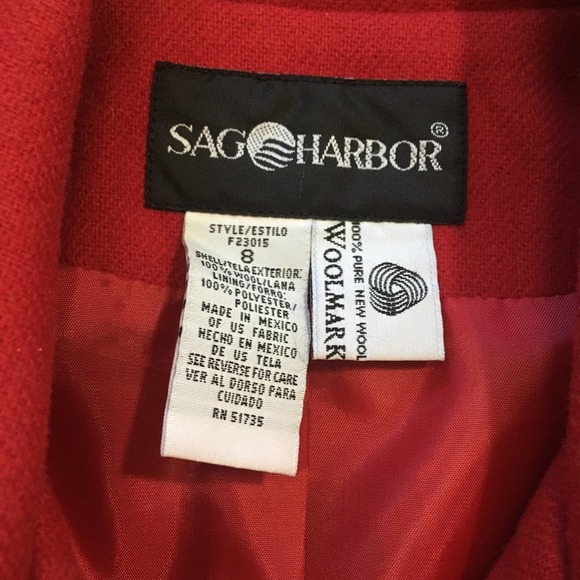 SAG HARBOR®
STYLE/ESTILO
F23015
8
SHELL/TELA EXTERIOR:
100% WOOL/LANA
LINING/FORRO:
100% POLYESTER/
POLIESTER
MADE IN MEXICO
OF US FABRIC
HECHO EN MEXICO
DE US TELA
SEE REVERSE FOR CARE
VER AL DORSO PARA
CUIDADO
RN 51735
100% PURE NEW WOOL
WOOLMARK